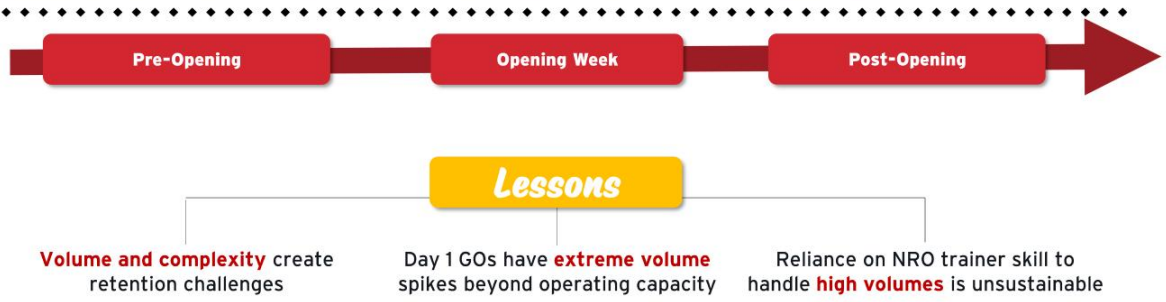 Pre-Opening
Opening Week
Post-Opening
Lessons
Volume and complexity create
retention challenges
Day 1 GOs have extreme volume
spikes beyond operating capacity
Reliance on NRO trainer skill to
handle high volumes is unsustainable